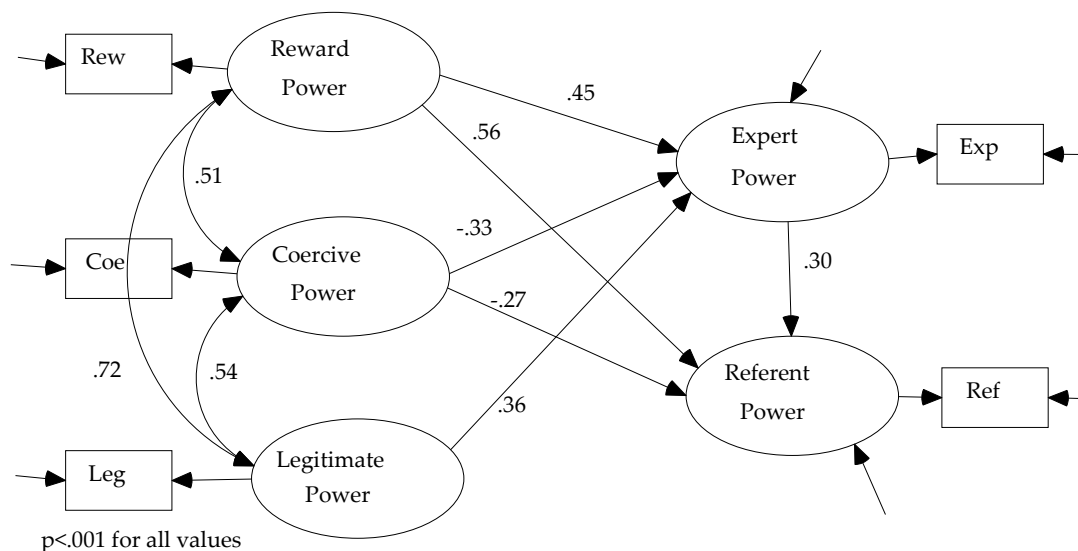 Rew
Reward
Power
.45
.56
Expert
Power
Exp
.51
Coe
Coercive
Power
-.33
-.27
.30
.72
.54
.36
Referent
Power
Ref
Leg
Legitimate
Power
p<.001 for all values